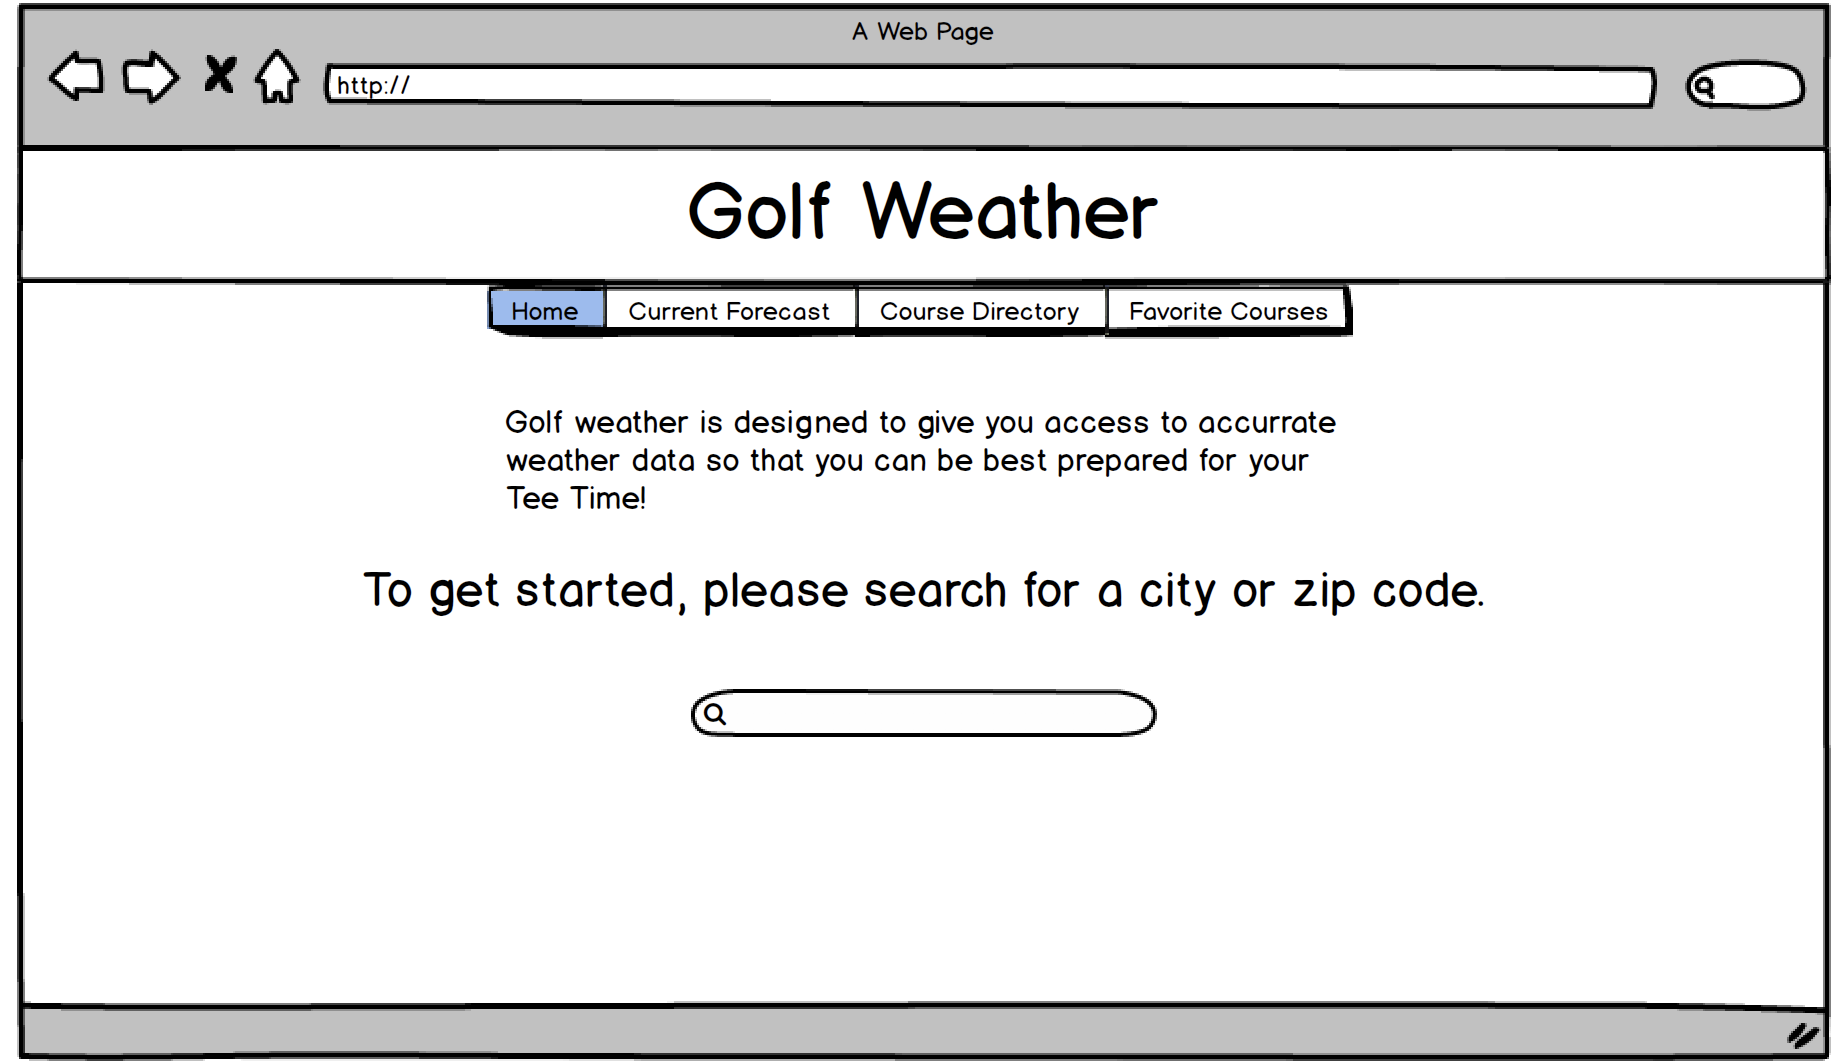 A Web Page
http://
Golf Weather
Home Current Forecast Course Directory Favorite Courses
Golf weather is designed to give you access to accurrate
weather data so that you can be best prepared for your
Tee Time!
To get started, please search for a city or zip code.